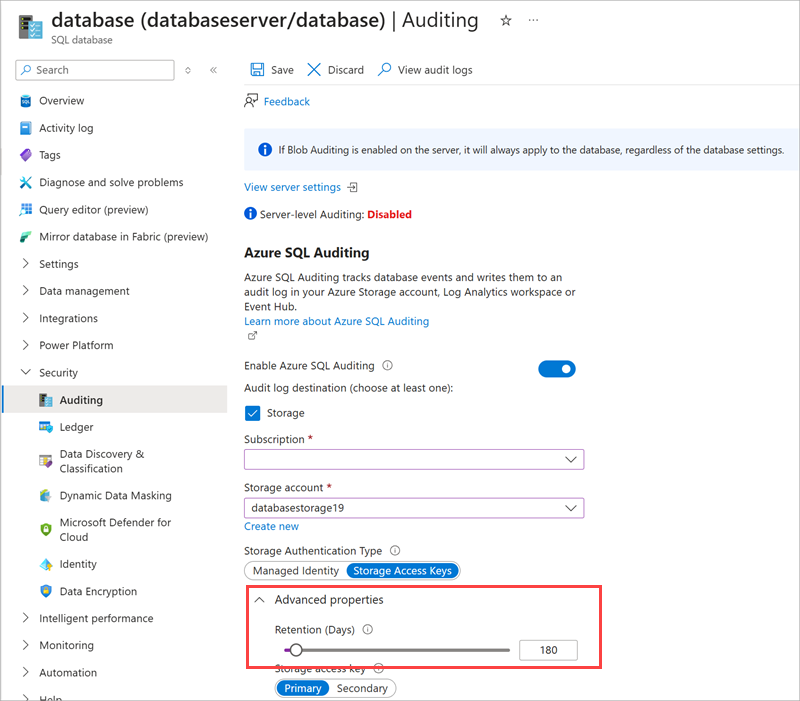 database (databaseserver/database) | Auditing
SQL database
Search
Overview
Activity log
Tags
Diagnose and solve problems
Query editor (preview)
Mirror database in Fabric (preview)
Settings
Data management
Integrations
Power Platform
Security
Auditing
Ledger
Data Discovery &
Classification
Dynamic Data Masking
Microsoft Defender for
Cloud
Identity
Data Encryption
Intelligent performance
Monitoring
Automation
Help
Save Discard View audit logs
Feedback
If Blob Auditing is enabled on the server, it will always apply to the database, regardless of the database settings.
View server settings
Server-level Auditing: Disabled
Azure SQL Auditing
Azure SQL Auditing tracks database events and writes them to an
audit log in your Azure Storage account, Log Analytics workspace or
Event Hub.
Learn more about Azure SQL Auditing
Enable Azure SQL Auditing
Audit log destination (choose at least one):
Storage
Subscription *
Storage account *
databasestorage19
Create new
Storage Authentication Type
Managed Identity Storage Access Keys
Advanced properties
Retention (Days)
180
Storage access key
Primary Secondary